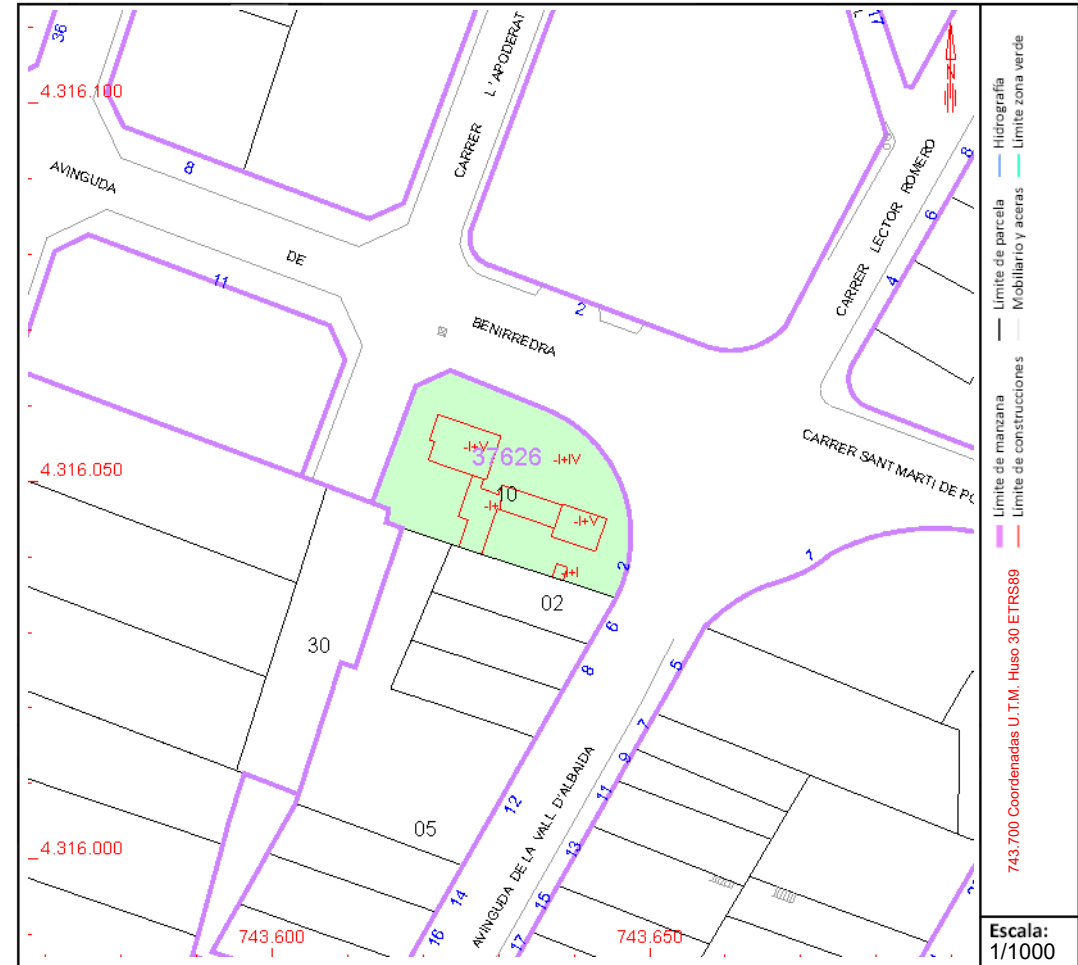 36
17
4.316.100
CARRER L'APODERAT
8
AVINGUDA
CARRER LECTOR ROMERO
8
6
4
11
DE
2
BENIRREDRA
CARRER SANT MARTI DE PO
4.316.050
-I+V
37626
-I+IV
10
-I+
-I+V
-I+I
2
1
02
6
30
8
5
7
9
12
11
05
13
4.316.000
AVINGUDA DE LA VALL D'ALBAIDA
14
15
16
17
743.600
743.650
N
Límite de manzana
Límite de parcela
Hidrografía
Límite de construcciones
Mobiliario y aceras
Límite zona verde
743.700 Coordenadas U.T.M. Huso 30 ETRS89
Escala:
1/1000